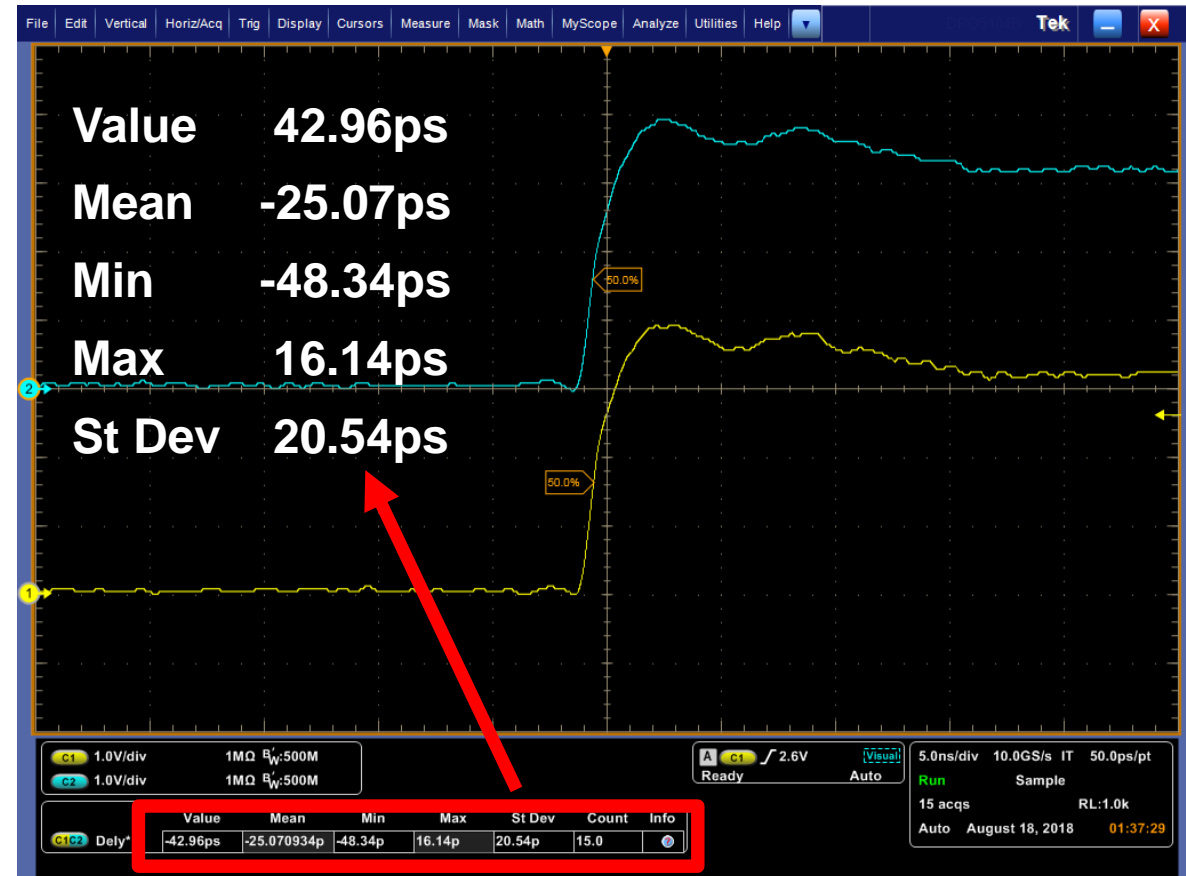 File Edit Vertical Horiz/Acq Trig Display Cursors Measure Mask Math MyScope Analyze Utilities Help Tek X
Value 42.96ps
Mean -25.07ps
Min -48.34ps
Max 16.14ps
St Dev 20.54ps
50.0%
2
50.0%
1
C1 1.0V/div 1MΩ BW:500M
C2 1.0V/div 1MΩ BW:500M
A C1 2.6V Visual
Ready Auto
5.0ns/div 10.0GS/s IT 50.0ps/pt
Run Sample
15 acqs RL:1.0k
Auto August 18, 2018 01:37:29
Value Mean Min Max St Dev Count Info
C1C2 Dely* -42.96ps -25.070934p -48.34p 16.14p 20.54p 15.0